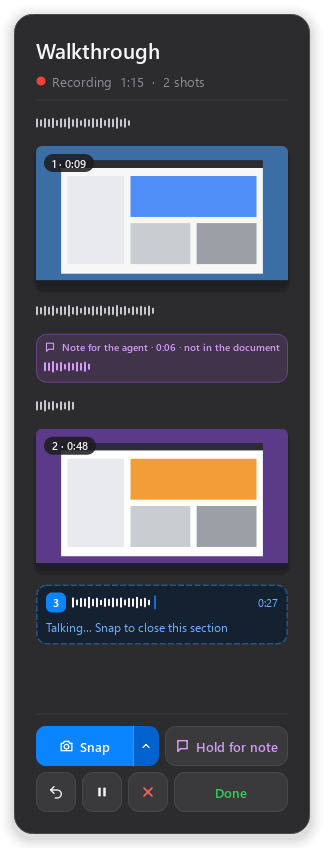 Walkthrough
Recording 1:15 · 2 shots
1 · 0:09
Note for the agent · 0:06 · not in the document
2 · 0:48
3 0:27
Talking... Snap to close this section
Snap
Hold for note
Done